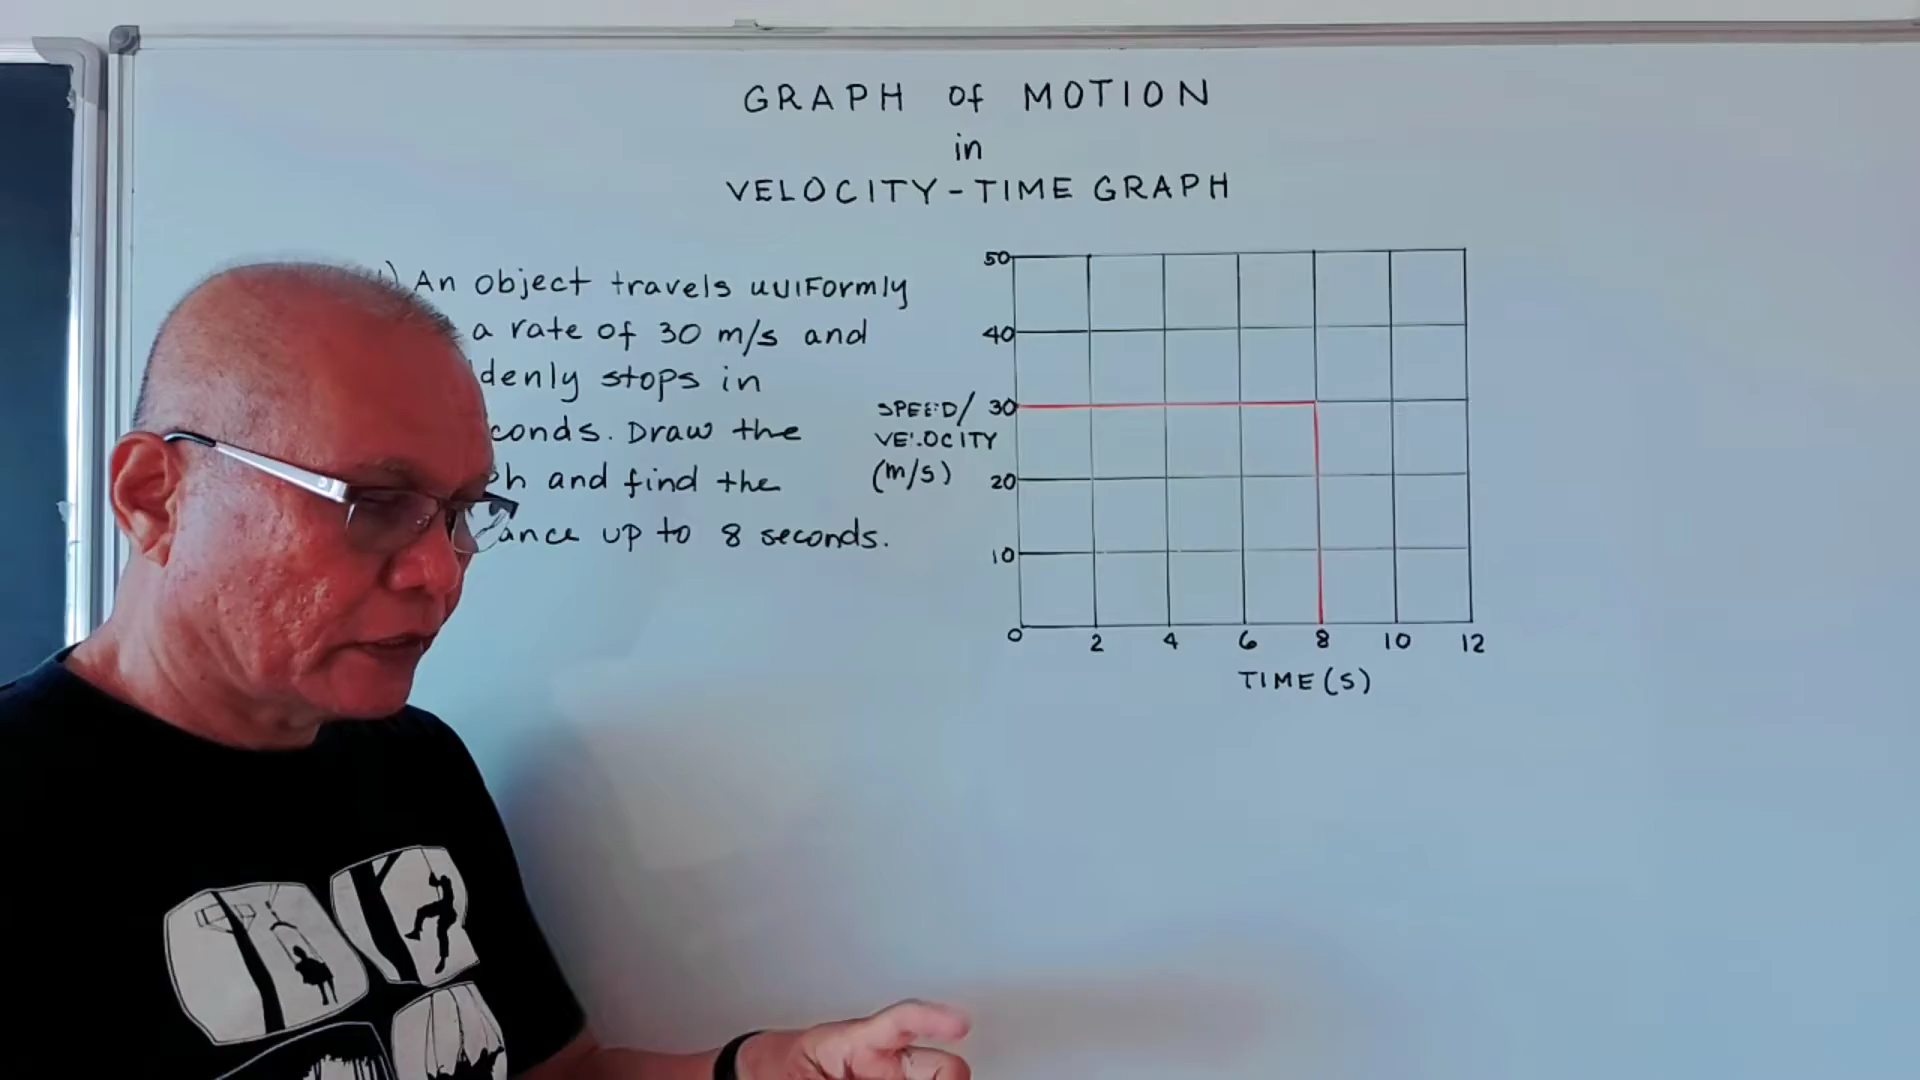 GRAPH of MOTION
in
VELOCITY-TIME GRAPH
) An object travels uniformly
a rate of 30 m/s and
denly stops in
conds. Draw the
h and find the
ance up to 8 seconds.
SPEED/
VELOCITY
(m/s)
50
40
30
20
10
0 2 4 6 8 10 12
TIME (S)